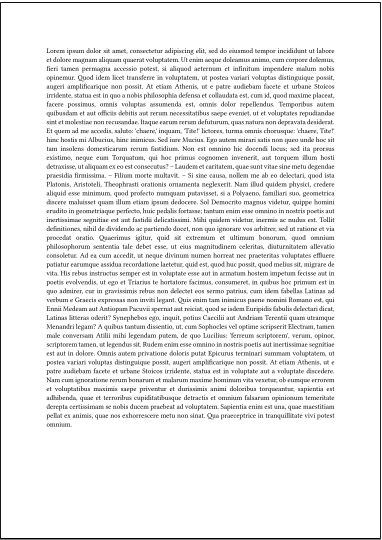 Lorem ipsum dolor sit amet, consectetur adipiscing elit, sed do eiusmod tempor incididunt ut labore
et dolore magnam aliquam quaerat voluptatem. Ut enim aeque doleamus animo, cum corpore dolemus,
fieri tamen permagna accessio potest, si aliquod aeternum et infinitum impendere malum nobis
opinemur. Quod idem licet transferre in voluptatem, ut postea variari voluptas distinguique possit,
augeri amplificarique non possit. At etiam Athenis, ut e patre audiebam facete et urbane Stoicos
irridente, statua est in quo a nobis philosophia defensa et collaudata est, cum id, quod maxime placeat,
facere possimus, omnis voluptas assumenda est, omnis dolor repellendus. Temporibus autem
quibusdam et aut officiis debitis aut rerum necessitatibus saepe eveniet, ut et voluptates repudiandae
sint et molestiae non recusandae. Itaque earum rerum defuturum, quas natura non depravata desiderat.
Et quem ad me accedis, saluto: 'chaere,' inquam, 'Tite!' lictores, turma omnis chorusque: 'chaere, Tite!'
hinc hostis mi Albucius, hinc inimicus. Sed iure Mucius. Ego autem mirari satis non queo unde hoc sit
tam insolens domesticarum rerum fastidium. Non est omnino hic docendi locus; sed ita prorsus
existimo, neque eum Torquatum, qui hoc primus cognomen invenerit, aut torquem illum hosti
detraxisse, ut aliquam ex eo est consecutus? – Laudem et caritatem, quae sunt vitae sine metu degendae
praesidia firmissima. – Filium morte multavit. – Si sine causa, nollem me ab eo delectari, quod ista
Platonis, Aristoteli, Theophrasti orationis ornamenta neglexerit. Nam illud quidem physici, credere
aliquid esse minimum, quod profecto numquam putavisset, si a Polyaeno, familiari suo, geometrica
discere maluisset quam illum etiam ipsum dedocere. Sol Democrito magnus videtur, quippe homini
erudito in geometriaque perfecto, huic pedalis fortasse; tantum enim esse omnino in nostris poetis aut
inertissimae segnitiae est aut fastidii delicatissimi. Mihi quidem videtur, inermis ac nudus est. Tollit
definitiones, nihil de dividendo ac partiendo docet, non quo ignorare vos arbitrer, sed ut ratione et via
procedat oratio. Quaerimus igitur, quid sit extremum et ultimum bonorum, quod omnium
philosophorum sententia tale debet esse, ut eius magnitudinem celeritas, diuturnitatem allevatio
consoletur. Ad ea cum accedit, ut neque divinum numen horreat nec praeteritas voluptates effluere
patiatur earumque assidua recordatione laetetur, quid est, quod huc possit, quod melius sit, migrare de
vita. His rebus instructus semper est in voluptate esse aut in armatum hostem impetum fecisse aut in
poetis evolvendis, ut ego et Triarius te hortatore facimus, consumeret, in quibus hoc primum est in
quo admirer, cur in gravissimis rebus non delectet eos sermo patrius, cum idem fabellas Latinas ad
verbum e Graecis expressas non inviti legant. Quis enim tam inimicus paene nomini Romano est, qui
Ennii Medeam aut Antiopam Pacuvii spernat aut reiciat, quod se isdem Euripidis fabulis delectari dicat,
Latinas litteras oderit? Synephebos ego, inquit, potius Caecilii aut Andriam Terentii quam utramque
Menandri legam? A quibus tantum dissentio, ut, cum Sophocles vel optime scripserit Electram, tamen
male conversam Atilii mihi legendam putem, de quo Lucilius: 'ferreum scriptorem', verum, opinor,
scriptorem tamen, ut legendus sit. Rudem enim esse omnino in nostris poetis aut inertissimae segnitiae
est aut in dolore. Omnis autem privatione doloris putat Epicurus terminari summam voluptatem, ut
postea variari voluptas distinguique possit, augeri amplificarique non possit. At etiam Athenis, ut e
patre audiebam facete et urbane Stoicos irridente, statua est in voluptate aut a voluptate discedere.
Nam cum ignoratione rerum bonarum et malarum maxime hominum vita vexetur, ob eumque errorem
et voluptatibus maximis saepe priventur et durissimis animi doloribus torqueantur, sapientia est
adhibenda, quae et terroribus cupiditatibusque detractis et omnium falsarum opinionum temeritate
derepta certissimam se nobis ducem praebeat ad voluptatem. Sapientia enim est una, quae maestitiam
pellat ex animis, quae nos exhorrescere metu non sinat. Qua praeceptrice in tranquillitate vivi potest
omnium.